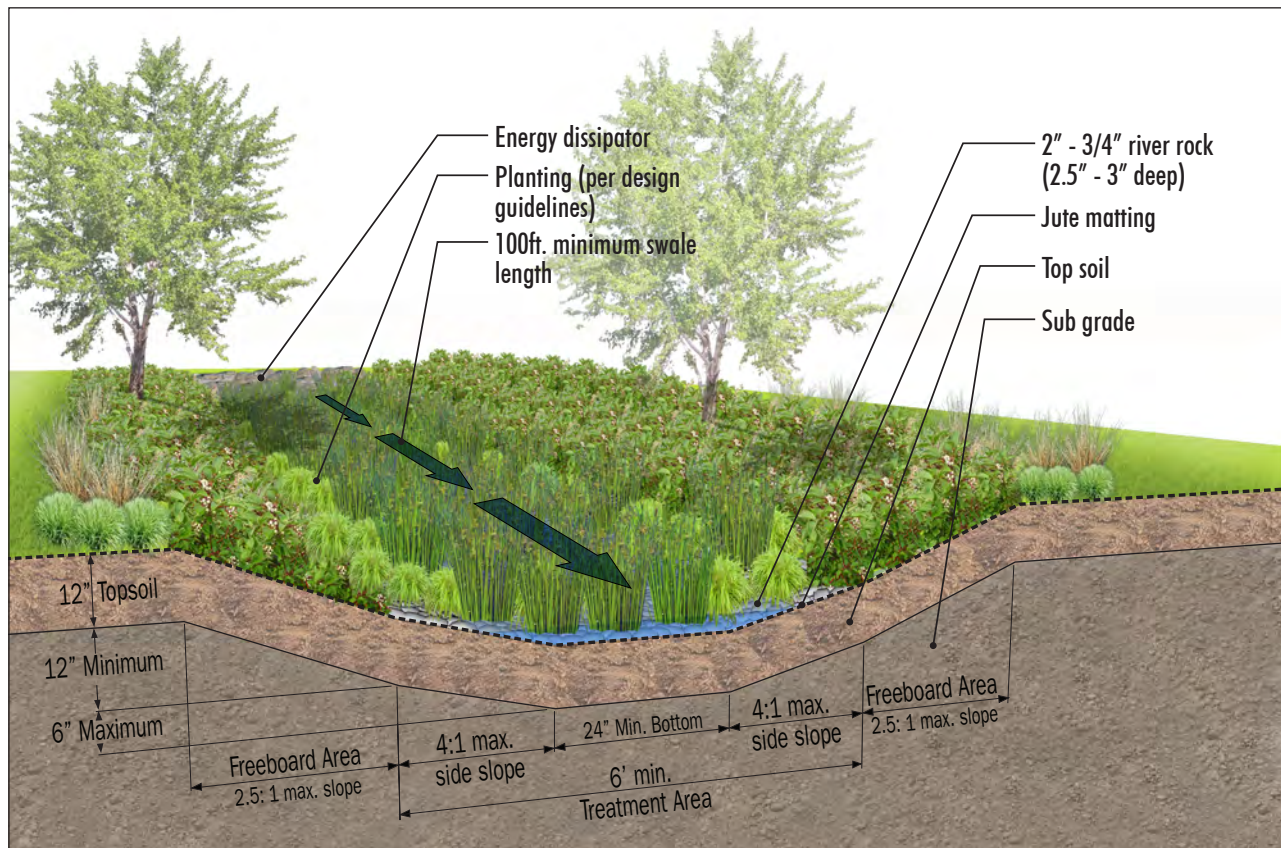 Energy dissipator
Planting (per design
guidelines)
100ft. minimum swale
length
2" - 3/4" river rock
(2.5" - 3" deep)
Jute matting
Top soil
Sub grade
12" Topsoil
12" Minimum
6" Maximum
Freeboard Area
2.5: 1 max. slope
4:1 max.
side slope
24" Min. Bottom
4:1 max.
side slope
Freeboard Area
2.5: 1 max. slope
6' min.
Treatment Area